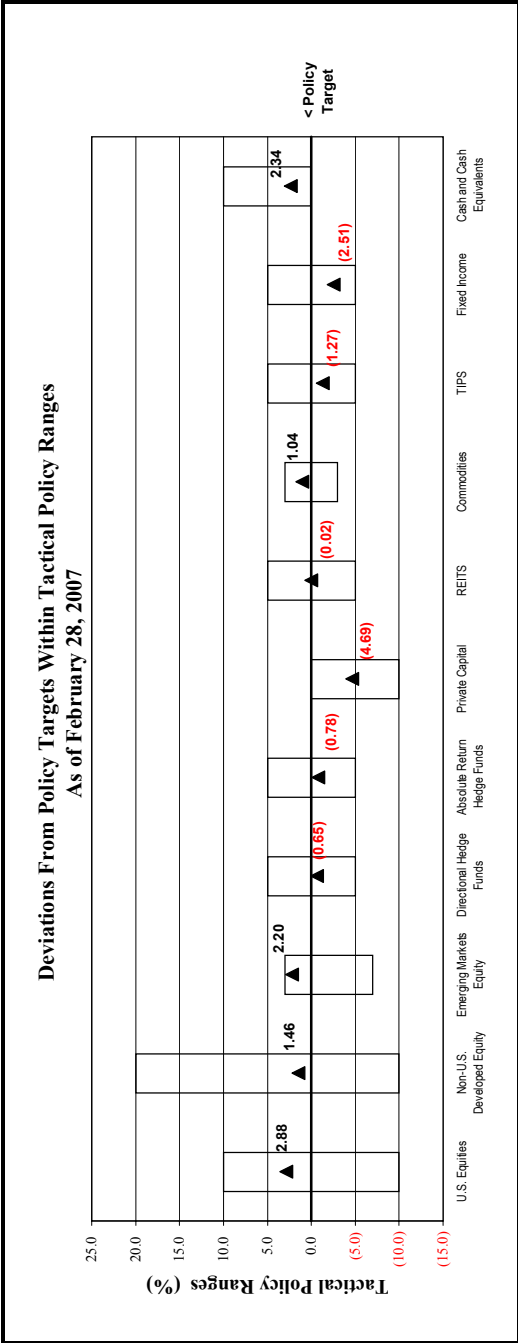 Deviations From Policy Targets Within Tactical Policy Ranges
As of February 28, 2007
Tactical Policy Ranges (%)
25.0
20.0
15.0
10.0
5.0
0.0
(5.0)
(10.0)
(15.0)
2.88
1.46
2.20
(0.65)
(0.78)
(4.69)
(0.02)
1.04
(1.27)
(2.51)
2.34
< Policy
Target
U.S. Equities
Non-U.S.
Developed Equity
Emerging Markets
Equity
Directional Hedge
Funds
Absolute Return
Hedge Funds
Private Capital
REITS
Commodities
TIPS
Fixed Income
Cash and Cash
Equivalents